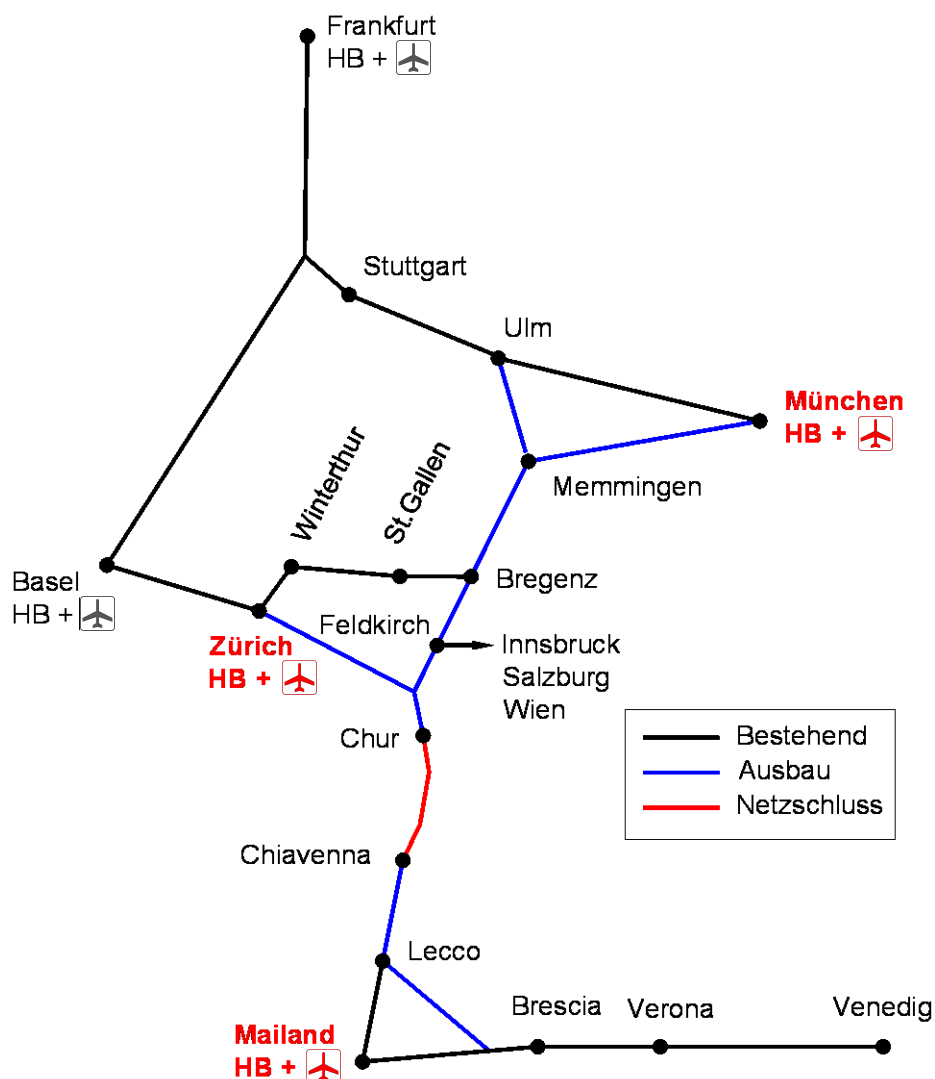 Frankfurt
HB +
Stuttgart
Ulm
München
HB +
Winterthur
St.Gallen
Memmingen
Basel
HB +
Bregenz
Feldkirch
Zürich
HB +
Innsbruck
Salzburg
Wien
Chur
Bestehend
Ausbau
Netzschluss
Chiavenna
Lecco
Brescia
Verona
Venedig
Mailand
HB +